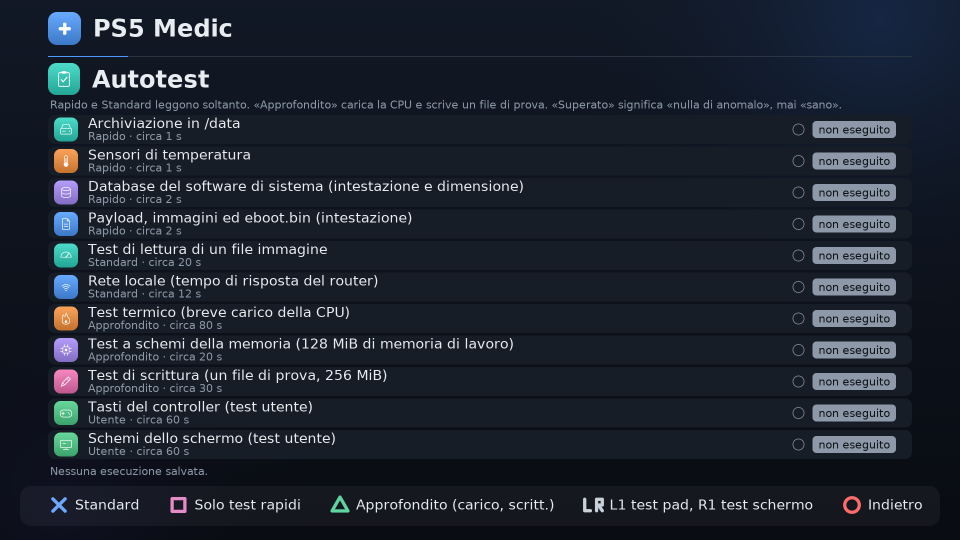 PS5 Medic
Autotest
Rapido e Standard leggono soltanto. «Approfondito» carica la CPU e scrive un file di prova. «Superato» significa «nulla di anomalo», mai «sano».
Archiviazione in /data
Rapido · circa 1 s
non eseguito
Sensori di temperatura
Rapido · circa 1 s
non eseguito
Database del software di sistema (intestazione e dimensione)
Rapido · circa 2 s
non eseguito
Payload, immagini ed eboot.bin (intestazione)
Rapido · circa 2 s
non eseguito
Test di lettura di un file immagine
Standard · circa 20 s
non eseguito
Rete locale (tempo di risposta del router)
Standard · circa 12 s
non eseguito
Test termico (breve carico della CPU)
Approfondito · circa 80 s
non eseguito
Test a schemi della memoria (128 MiB di memoria di lavoro)
Approfondito · circa 20 s
non eseguito
Test di scrittura (un file di prova, 256 MiB)
Approfondito · circa 30 s
non eseguito
Tasti del controller (test utente)
Utente · circa 60 s
non eseguito
Schemi dello schermo (test utente)
Utente · circa 60 s
non eseguito
Nessuna esecuzione salvata.
Standard
Solo test rapidi
Approfondito (carico, scritt.)
LR L1 test pad, R1 test schermo
Indietro